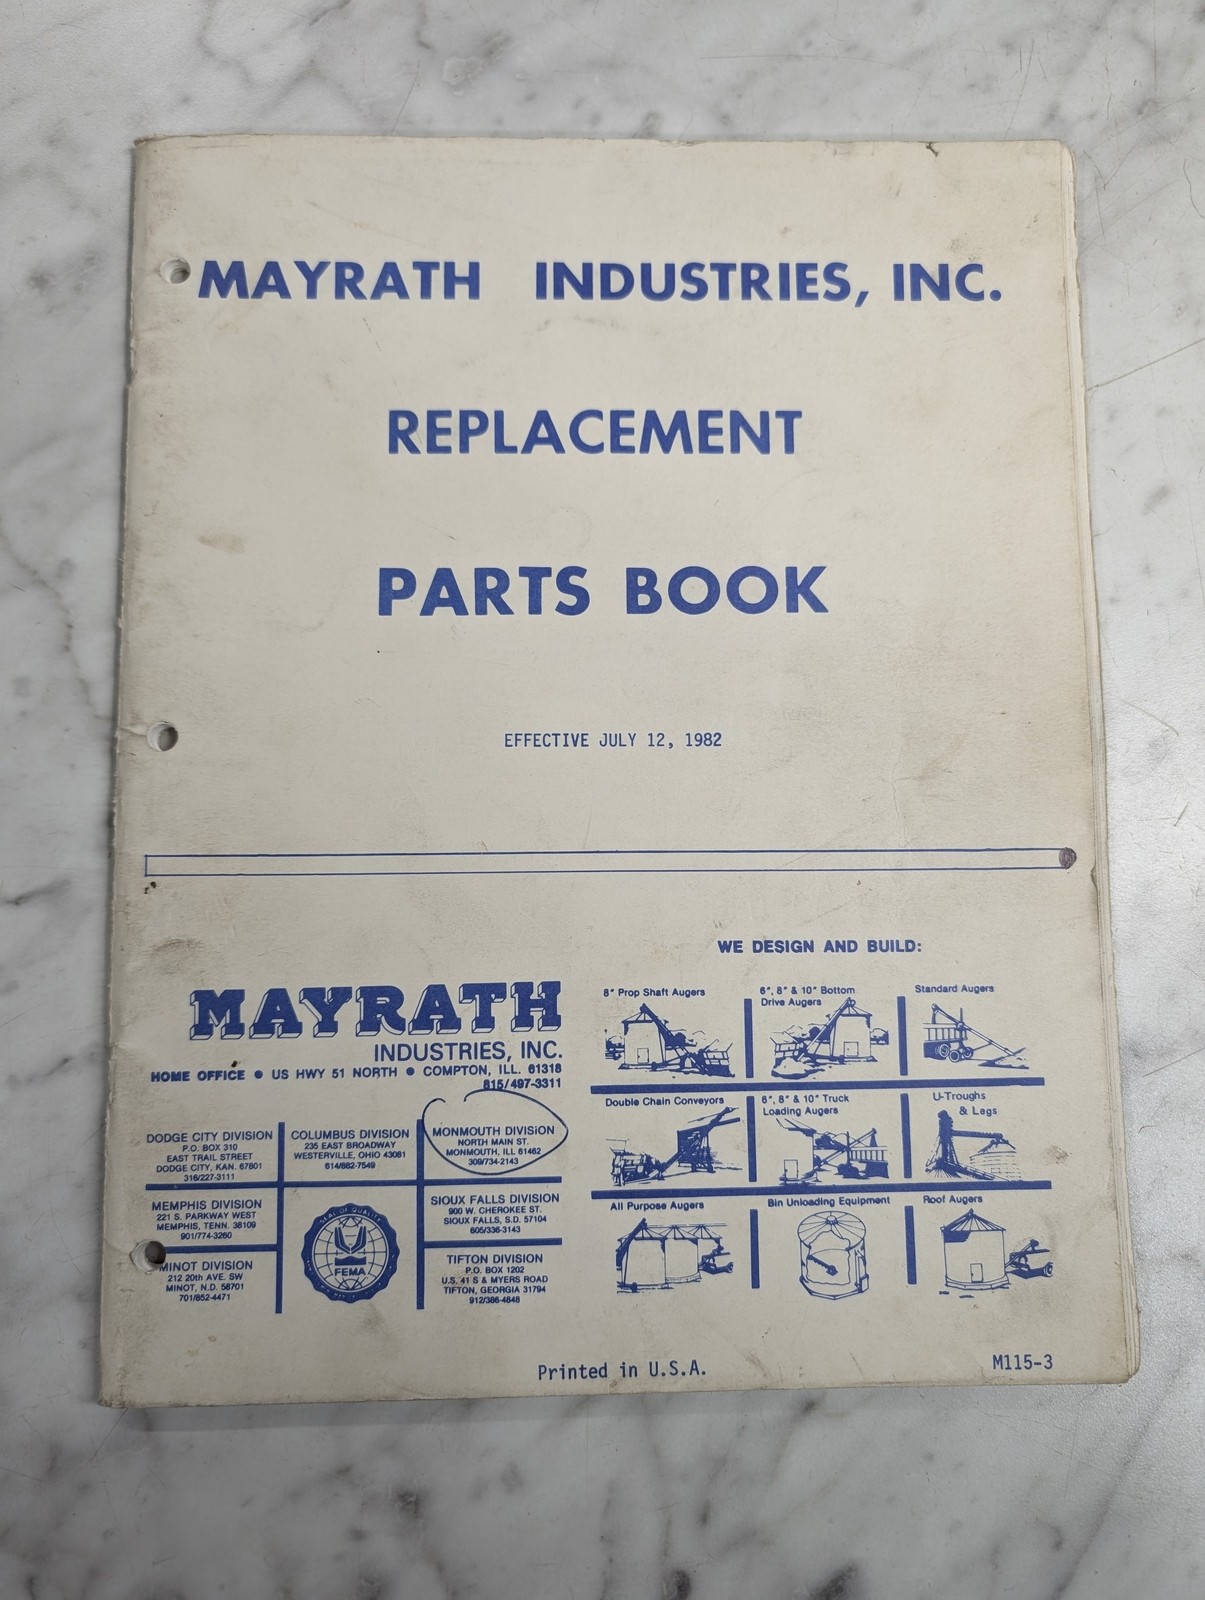 MAYRATH INDUSTRIES, INC.
REPLACEMENT
PARTS BOOK
EFFECTIVE JULY 12, 1982
MAYRATH
INDUSTRIES, INC.
HOME OFFICE ● US HWY 51 NORTH ● COMPTON, ILL. 61318
815/497-3311
DODGE CITY DIVISION
P.O. BOX 310
EAST TRAIL STREET
DODGE CITY, KAN. 67801
316/227-3111
COLUMBUS DIVISION
235 EAST BROADWAY
WESTERVILLE, OHIO 43081
614/882-7549
MONMOUTH DIVISION
NORTH MAIN ST.
MONMOUTH, ILL 61462
309/734-2143
MEMPHIS DIVISION
221 S. PARKWAY WEST
MEMPHIS, TENN. 38109
901/774-3260
SEAL OF QUALITY
FEMA
SIOUX FALLS DIVISION
900 W. CHEROKEE ST.
SIOUX FALLS, S.D. 57104
605/336-3143
MINOT DIVISION
212 20th AVE. SW
MINOT, N.D. 58701
701/852-4471
TIFTON DIVISION
P.O. BOX 1202
U.S. 41 S & MYERS ROAD
TIFTON, GEORGIA 31794
912/386-4848
WE DESIGN AND BUILD:
8" Prop Shaft Augers
6", 8" & 10" Bottom
Drive Augers
Standard Augers
Double Chain Conveyors
6", 8" & 10" Truck
Loading Augers
U-Troughs
& Legs
All Purpose Augers
Bin Unloading Equipment
Roof Augers
Printed in U.S.A.
M115-3